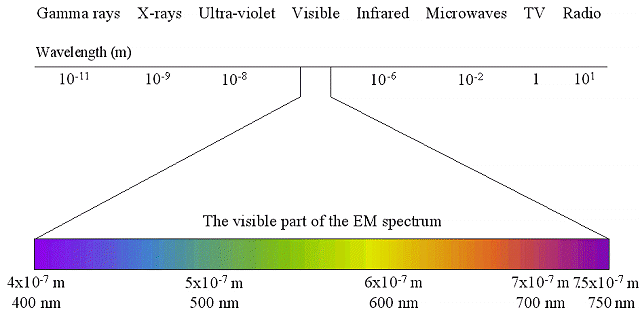 Gamma rays X-rays Ultra-violet Visible Infrared Microwaves TV Radio
Wavelength (m)
10⁻¹¹ 10⁻⁹ 10⁻⁸ 10⁻⁶ 10⁻² 1 10¹
The visible part of the EM spectrum
4x10⁻⁷ m 5x10⁻⁷ m 6x10⁻⁷ m 7x10⁻⁷ m 75x10⁻⁷ m
400 nm 500 nm 600 nm 700 nm 750 nm